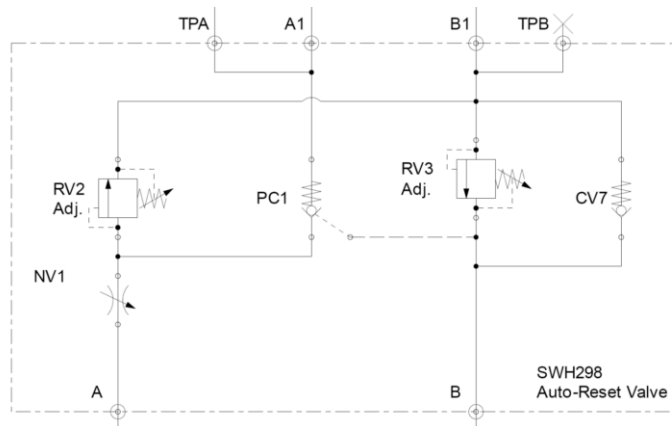 TPA
A1
B1
TPB
RV2
Adj.
PC1
RV3
Adj.
CV7
NV1
A
B
SWH298
Auto-Reset Valve